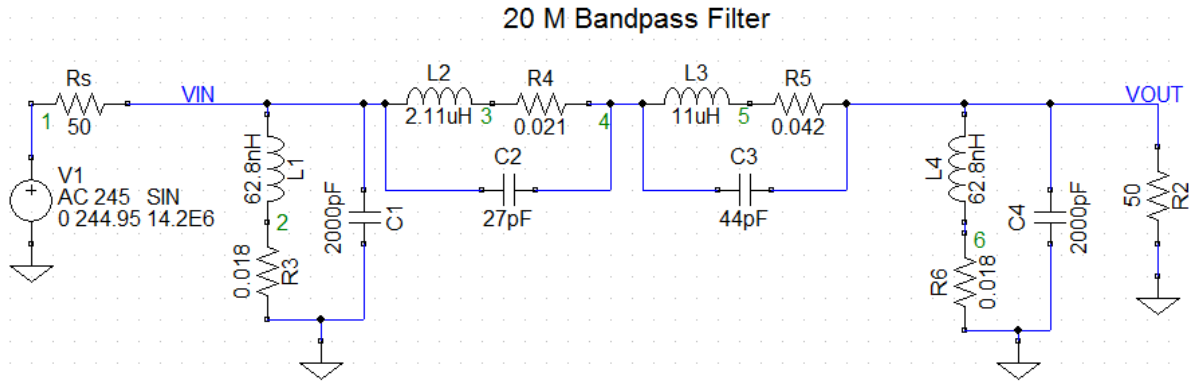 20 M Bandpass Filter
Rs
50
1
VIN
L2
2.11uH
3
R4
0.021
4
L3
11uH
5
R5
0.042
VOUT
V1
AC 245 SIN
0 244.95 14.2E6
62.8nH
L1
2
0.018
R3
2000pF
C1
C2
27pF
C3
44pF
62.8nH
L4
6
0.018
R6
2000pF
C4
50
R2